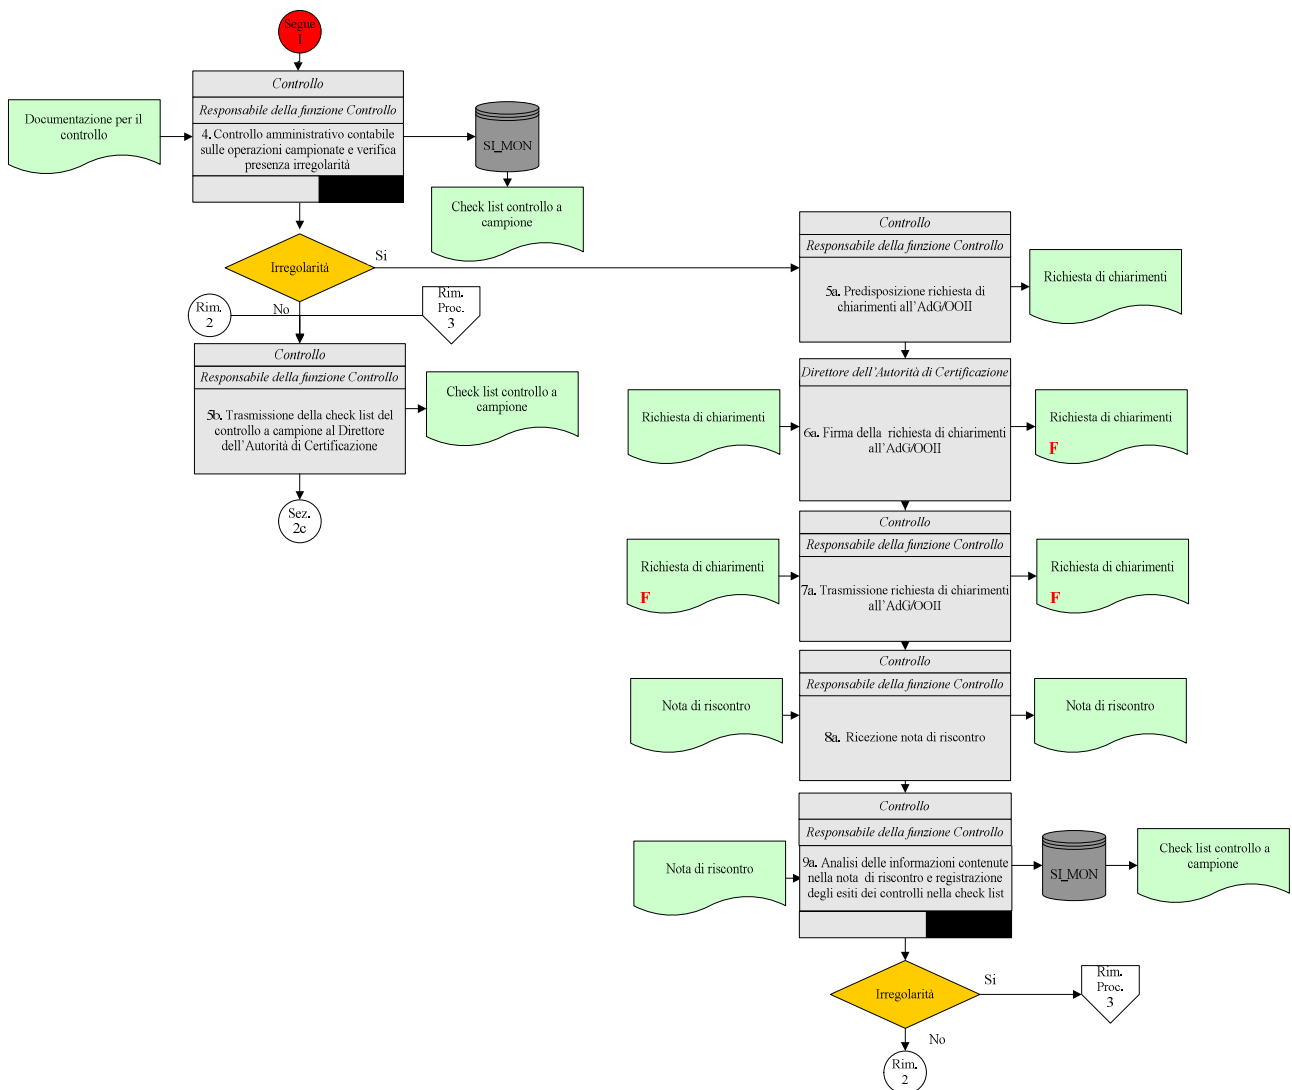 Segue
1
Controllo
Responsabile della funzione Controllo
4. Controllo amministrativo contabile
sulle operazioni campionate e verifica
presenza irregolarità
Documentazione per il
controllo
SI_MON
Check list controllo a
campione
Irregolarità
Si
No
Rim.
2
Rim.
Proc.
3
Controllo
Responsabile della funzione Controllo
5b. Trasmissione della check list del
controllo a campione al Direttore
dell'Autorità di Certificazione
Check list controllo a
campione
Sez.
2c
Controllo
Responsabile della funzione Controllo
5a. Predisposizione richiesta di
chiarimenti all'AdG/OOII
Richiesta di chiarimenti
Direttore dell'Autorità di Certificazione
6a. Firma della richiesta di chiarimenti
all'AdG/OOII
Richiesta di chiarimenti
Richiesta di chiarimenti
F
Controllo
Responsabile della funzione Controllo
7a. Trasmissione richiesta di chiarimenti
all'AdG/OOII
Richiesta di chiarimenti
F
Richiesta di chiarimenti
F
Controllo
Responsabile della funzione Controllo
8a. Ricezione nota di riscontro
Nota di riscontro
Nota di riscontro
Controllo
Responsabile della funzione Controllo
9a. Analisi delle informazioni contenute
nella nota di riscontro e registrazione
degli esiti dei controlli nella check list
Nota di riscontro
SI_MON
Check list controllo a
campione
Irregolarità
Si
Rim.
Proc.
3
No
Rim.
2